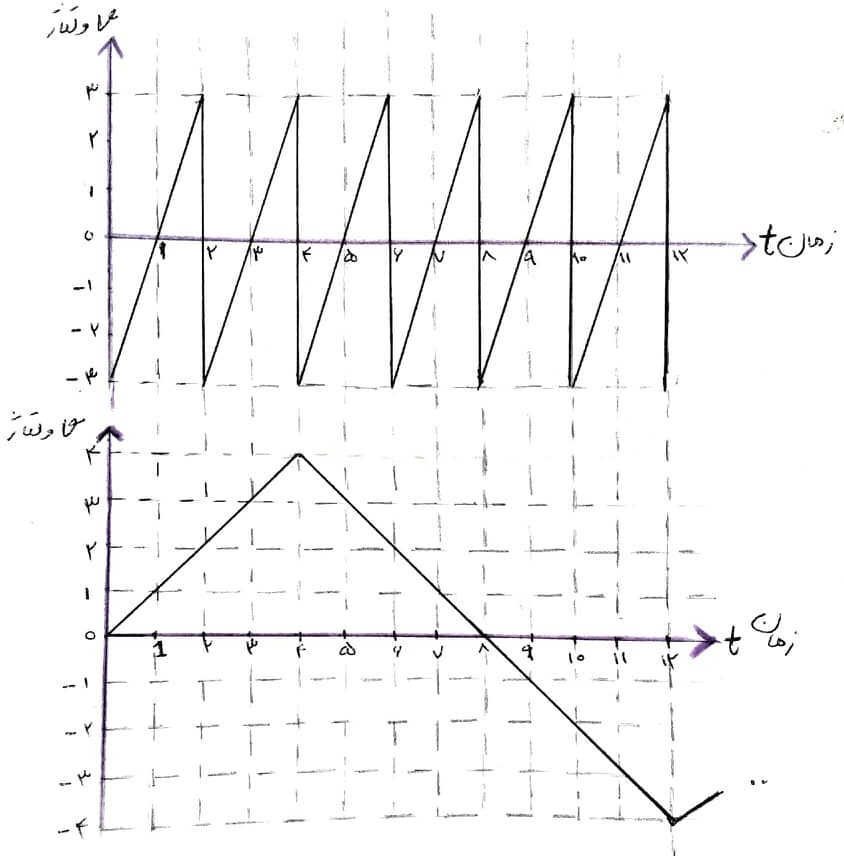 ولتاژ
۳
۲
۱
۰
-۱
-۲
-۳
۱ ۲ ۳ ۴ ۵ ۶ ۷ ۸ ۹ ۱۰ ۱۱ ۱۲
t زمان
ولتاژ
۴
۳
۲
۱
۰
-۱
-۲
-۳
-۴
1 ۲ ۳ ۴ ۵ ۶ ۷ ۸ ۹ ۱۰ ۱۱ ۱۲
t زمان
..